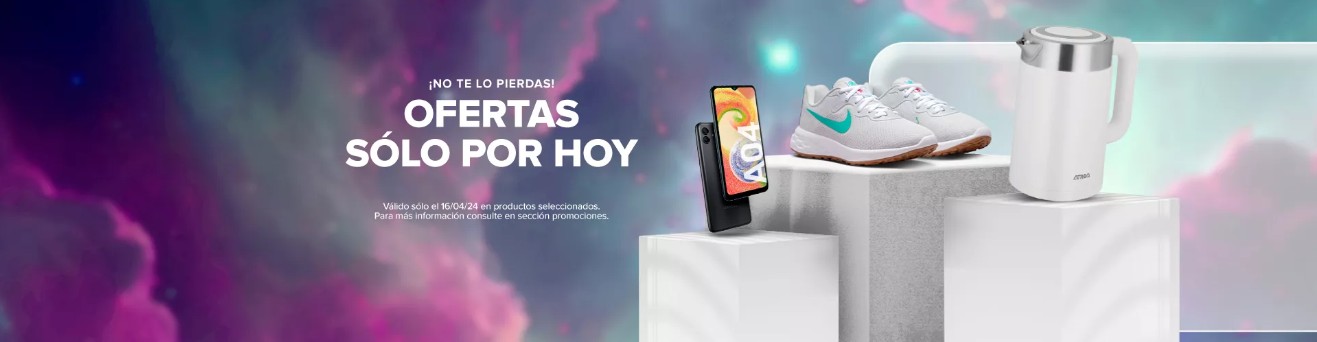 ¡NO TE LO PIERDAS!
OFERTAS
SÓLO POR HOY
Válido sólo el 16/04/24 en productos seleccionados.
Para más información consulte en sección promociones.
A04
ATMA